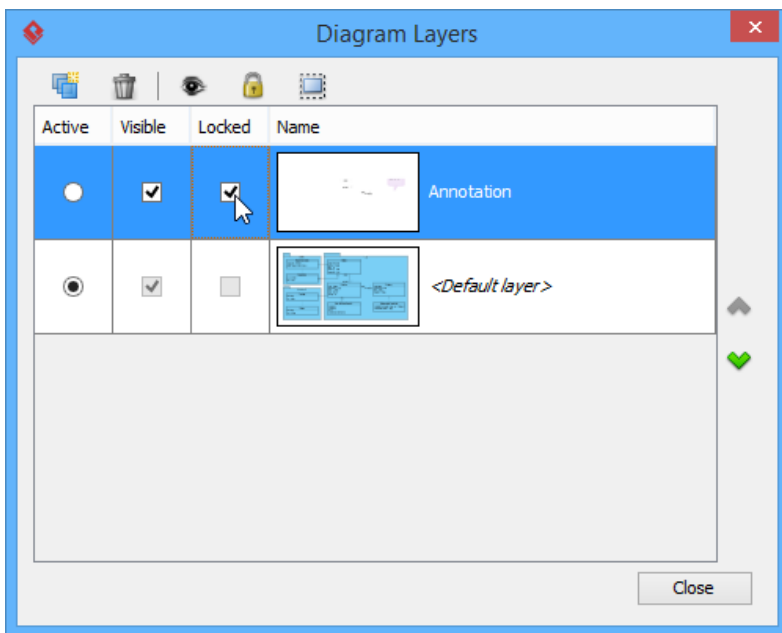 Diagram Layers
Active Visible Locked Name
Annotation
<Default layer>
Close